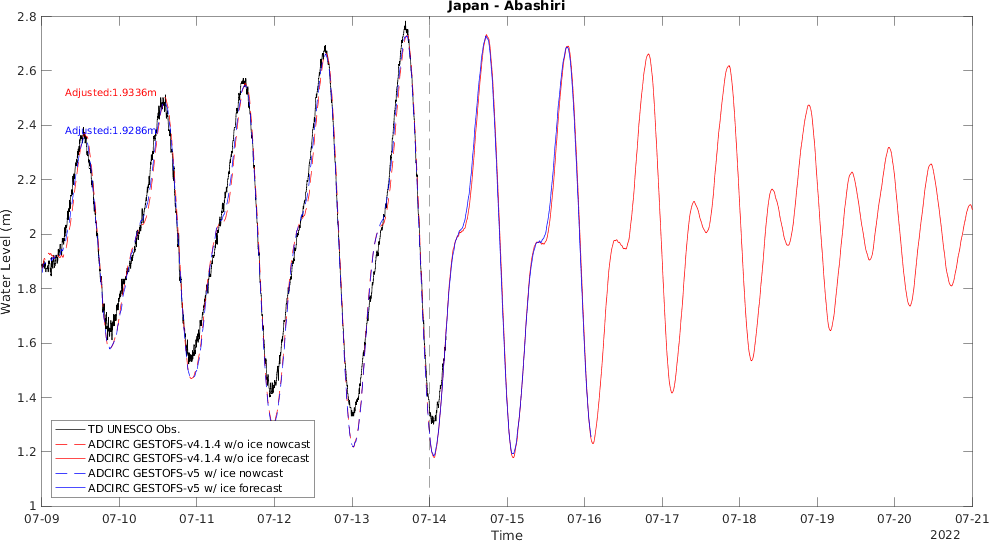 Japan - Abashiri
2.8
2.6
2.4
2.2
2
1.8
1.6
1.4
1.2
1
Water Level (m)
Adjusted:1.9336m
Adjusted:1.9286m
TD UNESCO Obs.
ADCIRC GESTOFS-v4.1.4 w/o ice nowcast
ADCIRC GESTOFS-v4.1.4 w/o ice forecast
ADCIRC GESTOFS-v5 w/ ice nowcast
ADCIRC GESTOFS-v5 w/ ice forecast
07-09 07-10 07-11 07-12 07-13 07-14 07-15 07-16 07-17 07-18 07-19 07-20 07-21
Time
2022